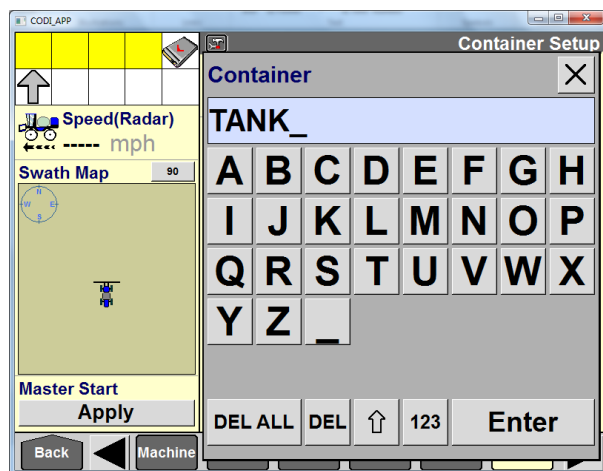 CODI_APP
Container Setup
Container
TANK_
Speed(Radar)
----- mph
Swath Map 90
N
W E
S
A B C D E F G H
I J K L M N O P
Q R S T U V W X
Y Z _
Master Start
Apply
DEL ALL DEL 123 Enter
Back Machine